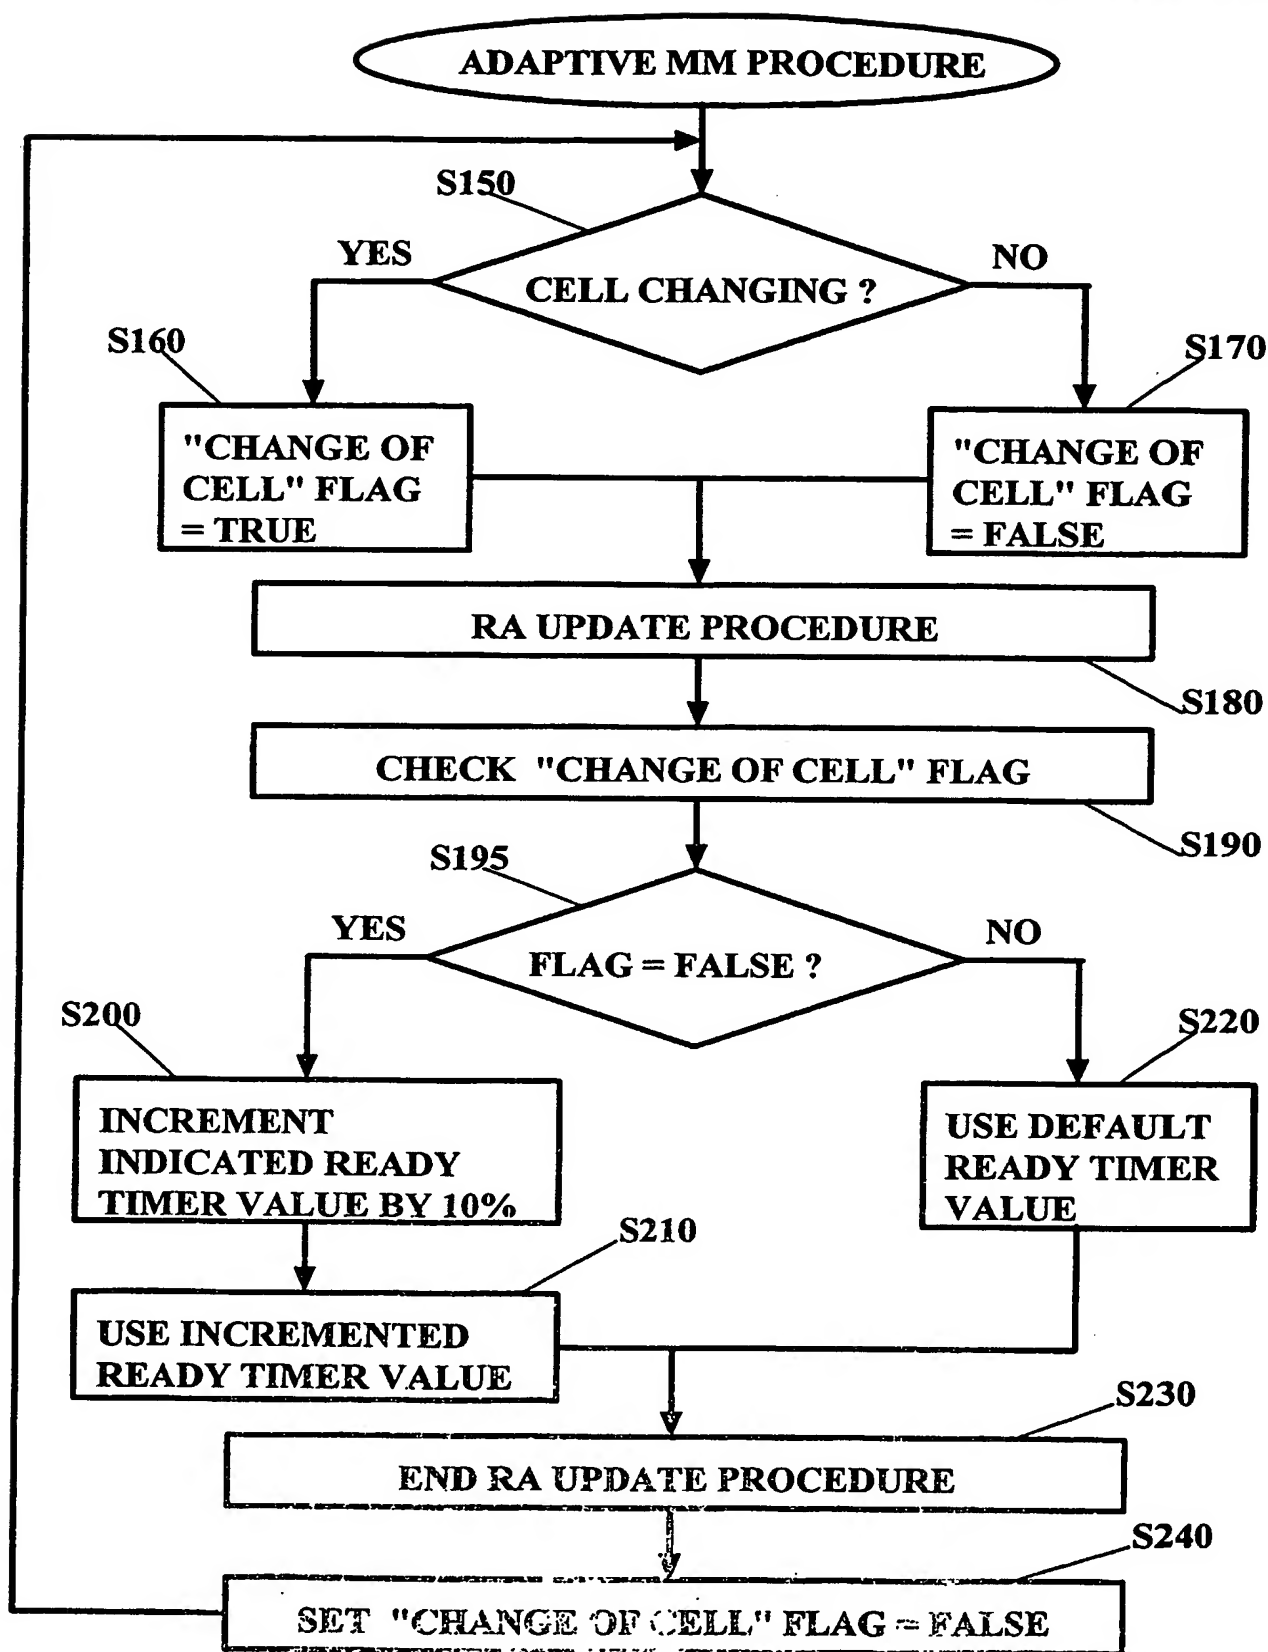 ADAPTIVE MM PROCEDURE
S150
YES
NO
CELL CHANGING ?
S160
S170
"CHANGE OF
CELL" FLAG
= TRUE
"CHANGE OF
CELL" FLAG
= FALSE
RA UPDATE PROCEDURE
S180
CHECK "CHANGE OF CELL" FLAG
S190
S195
YES
NO
FLAG = FALSE ?
S200
S220
INCREMENT
INDICATED READY
TIMER VALUE BY 10%
USE DEFAULT
READY TIMER
VALUE
S210
USE INCREMENTED
READY TIMER VALUE
S230
END RA UPDATE PROCEDURE
S240
SET "CHANGE OF CELL" FLAG = FALSE